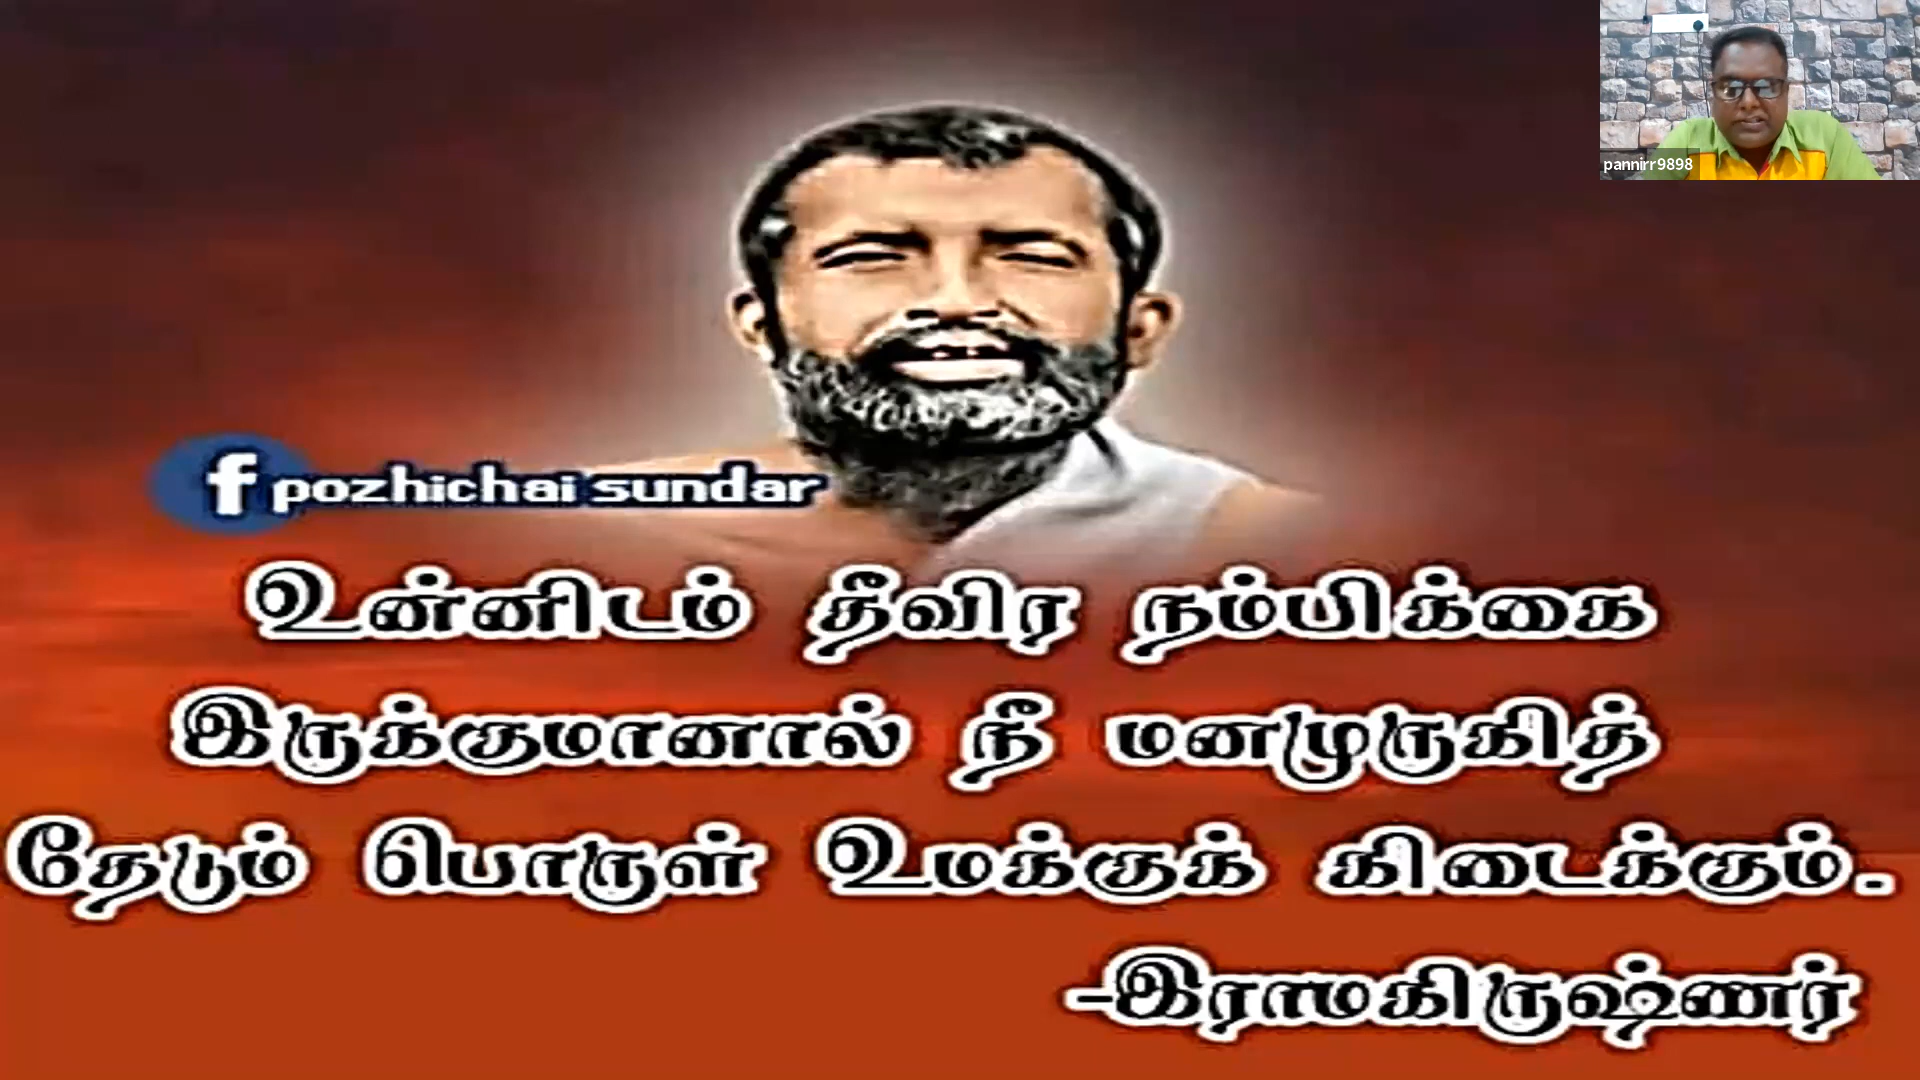 pannirr9898
f pozhichai sundar
உன்னிடம் தீவிர நம்பிக்கை
இருக்குமானால் நீ மனமுருகித்
தேடும் பொருள் உமக்குக் கிடைக்கும்.
-இராமகிருஷ்ணர்